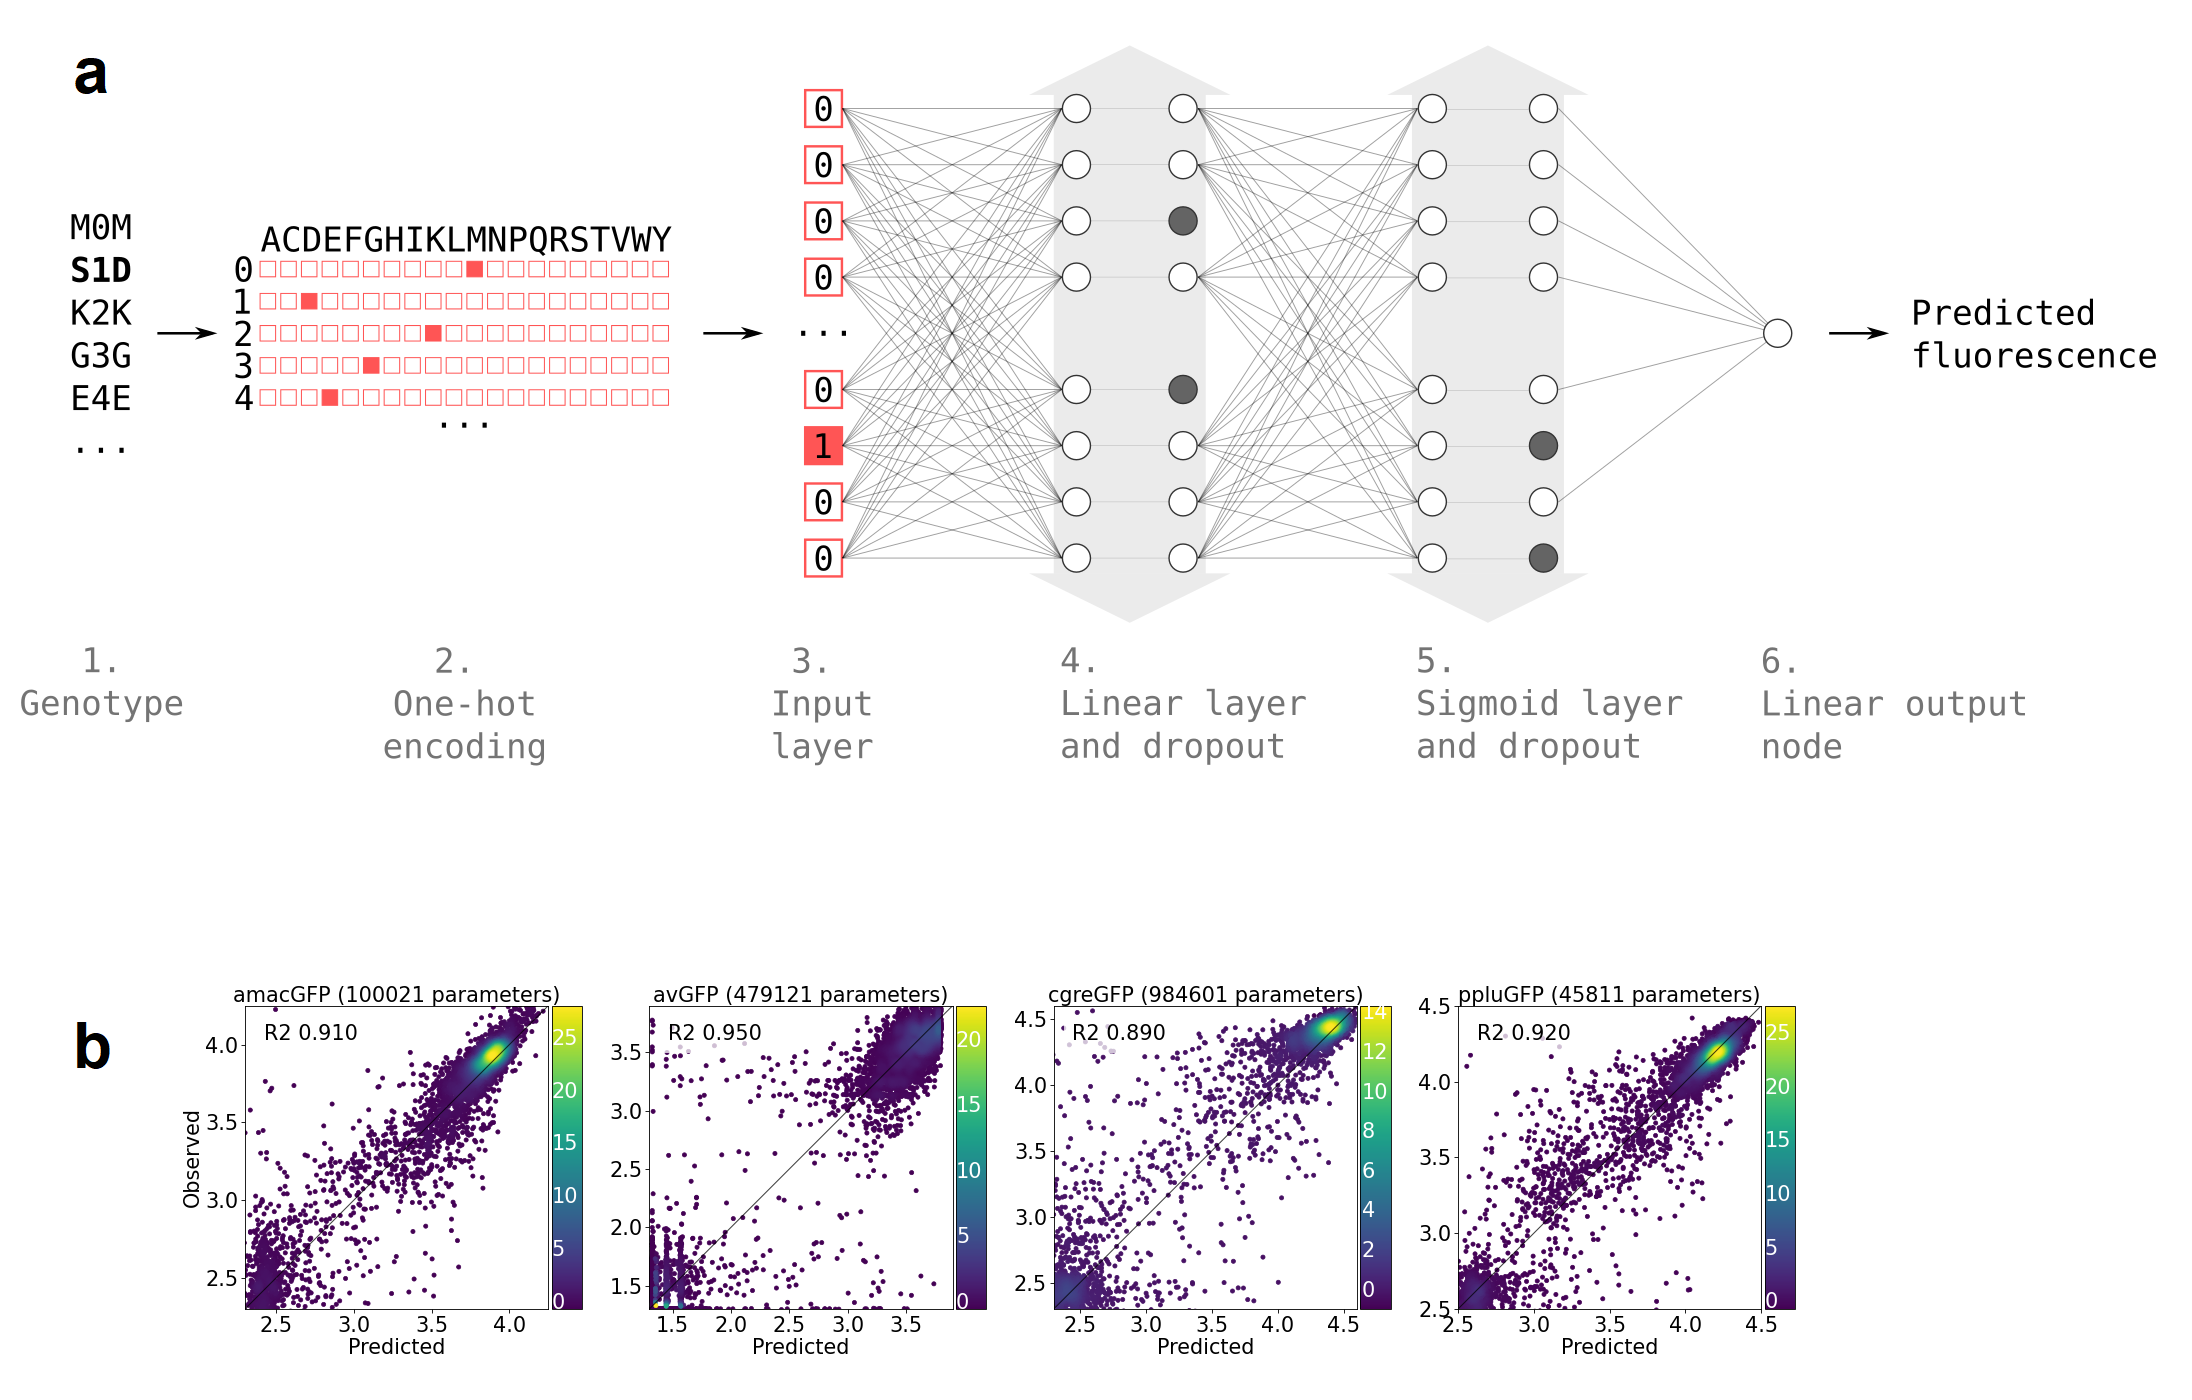 a
M0M
S1D
K2K
G3G
E4E
...
ACDEFGHIKLMNPQRSTVWY
0
1
2
3
4
...
0
0
0
0
...
0
1
0
0
Predicted
fluorescence
1.
Genotype
2.
One-hot
encoding
3.
Input
layer
4.
Linear layer
and dropout
5.
Sigmoid layer
and dropout
6.
Linear output
node
b
amacGFP (100021 parameters)
R2 0.910
Observed
4.0
3.5
3.0
2.5
2.5 3.0 3.5 4.0
Predicted
25
20
15
10
5
0
avGFP (479121 parameters)
R2 0.950
3.5
3.0
2.5
2.0
1.5
1.5 2.0 2.5 3.0 3.5
Predicted
20
15
10
5
0
cgreGFP (984601 parameters)
R2 0.890
4.5
4.0
3.5
3.0
2.5
2.5 3.0 3.5 4.0 4.5
Predicted
14
12
10
8
6
4
2
0
ppluGFP (45811 parameters)
R2 0.920
4.5
4.0
3.5
3.0
2.5
2.5 3.0 3.5 4.0 4.5
Predicted
25
20
15
10
5
0